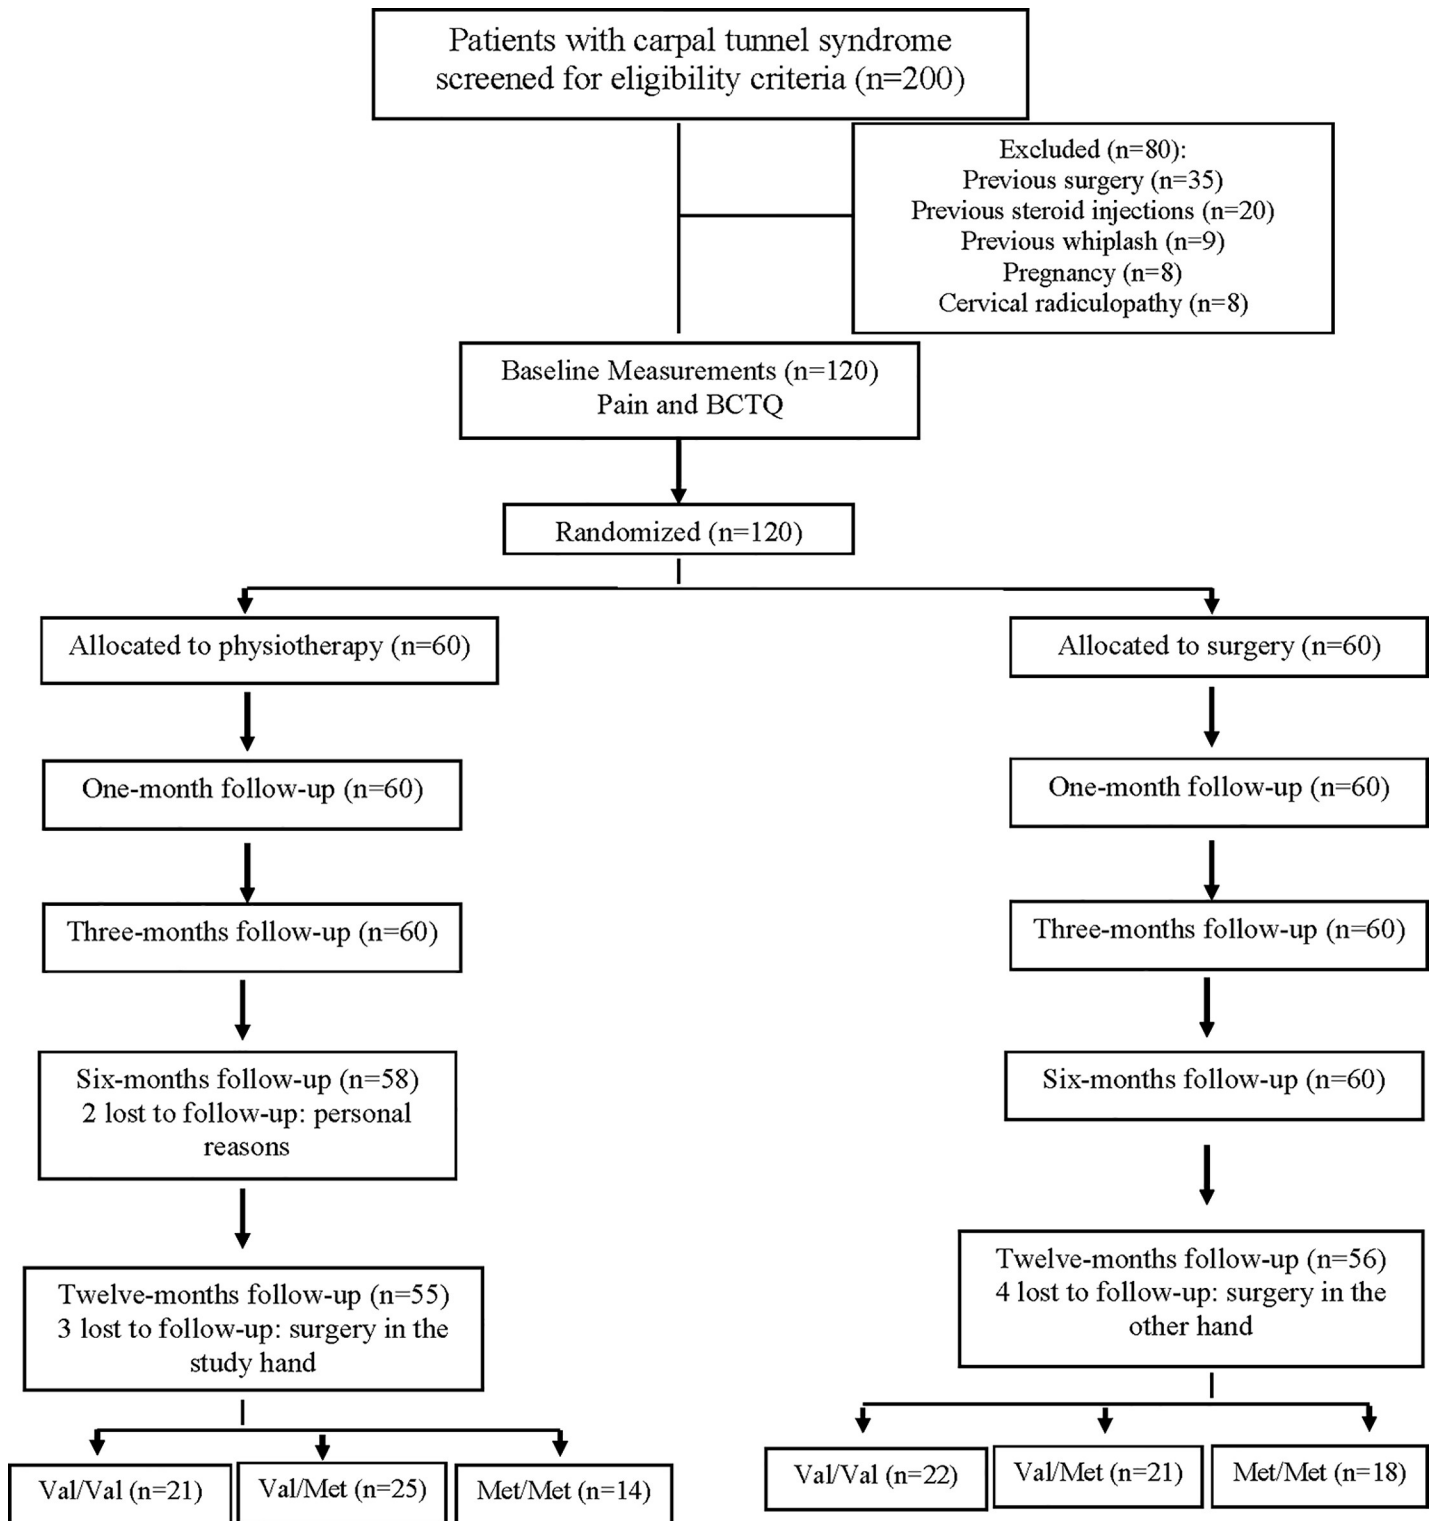 Patients with carpal tunnel syndrome
screened for eligibility criteria (n=200)
Excluded (n=80):
Previous surgery (n=35)
Previous steroid injections (n=20)
Previous whiplash (n=9)
Pregnancy (n=8)
Cervical radiculopathy (n=8)
Baseline Measurements (n=120)
Pain and BCTQ
Randomized (n=120)
Allocated to physiotherapy (n=60)
Allocated to surgery (n=60)
One-month follow-up (n=60)
One-month follow-up (n=60)
Three-months follow-up (n=60)
Three-months follow-up (n=60)
Six-months follow-up (n=58)
2 lost to follow-up: personal
reasons
Six-months follow-up (n=60)
Twelve-months follow-up (n=55)
3 lost to follow-up: surgery in the
study hand
Twelve-months follow-up (n=56)
4 lost to follow-up: surgery in the
other hand
Val/Val (n=21)
Val/Met (n=25)
Met/Met (n=14)
Val/Val (n=22)
Val/Met (n=21)
Met/Met (n=18)